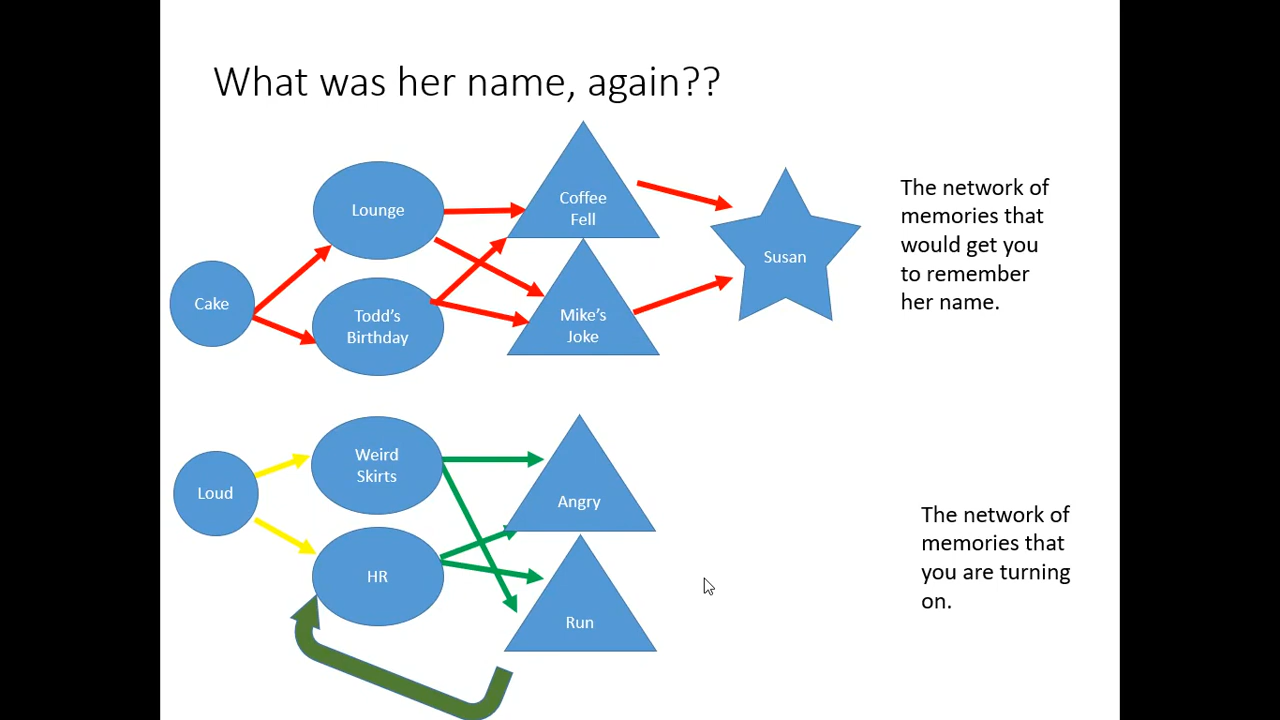 What was her name, again??
Lounge
Coffee
Fell
Susan
Cake
Todd's
Birthday
Mike's
Joke
The network of
memories that
would get you
to remember
her name.
Weird
Skirts
Loud
Angry
HR
Run
The network of
memories that
you are turning
on.